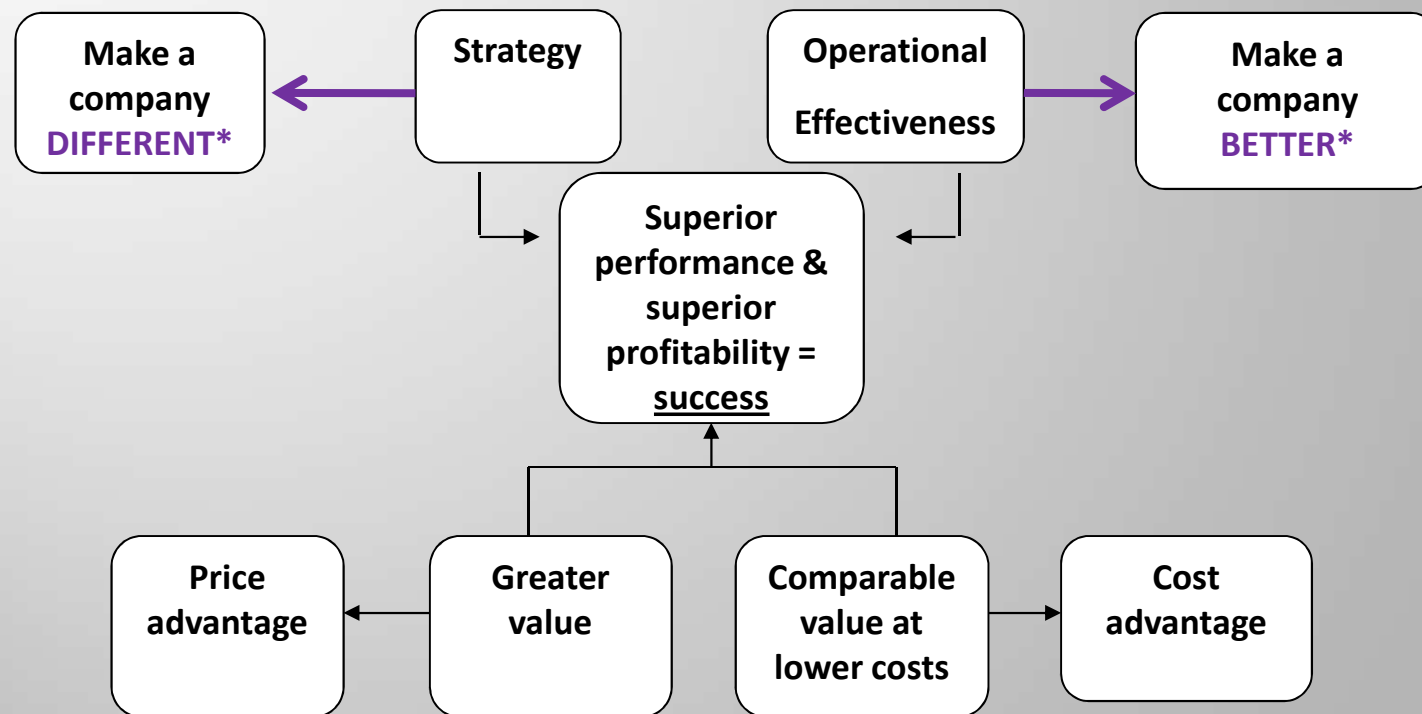 Make a
company
DIFFERENT*
Strategy
Operational
Effectiveness
Make a
company
BETTER*
Superior
performance &
superior
profitability =
success
Price
advantage
Greater
value
Comparable
value at
lower costs
Cost
advantage